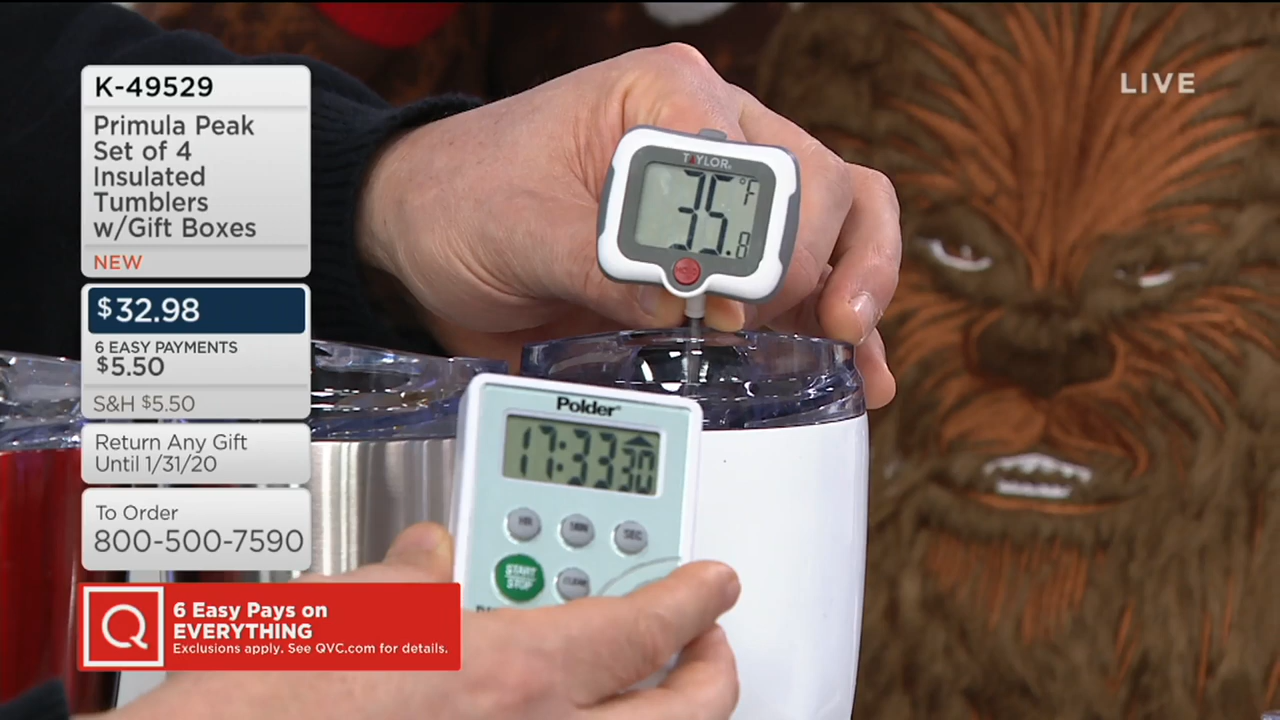 K-49529
Primula Peak
Set of 4
Insulated
Tumblers
w/Gift Boxes
NEW
$32.98
6 EASY PAYMENTS
$5.50
S&H $5.50
Return Any Gift
Until 1/31/20
To Order
800-500-7590
Q
6 Easy Pays on
EVERYTHING
Exclusions apply. See QVC.com for details.
LIVE
TAYLOR
35.8 °F
Polder®
17:33 30
HR MIN SEC
START
STOP
CLEAR